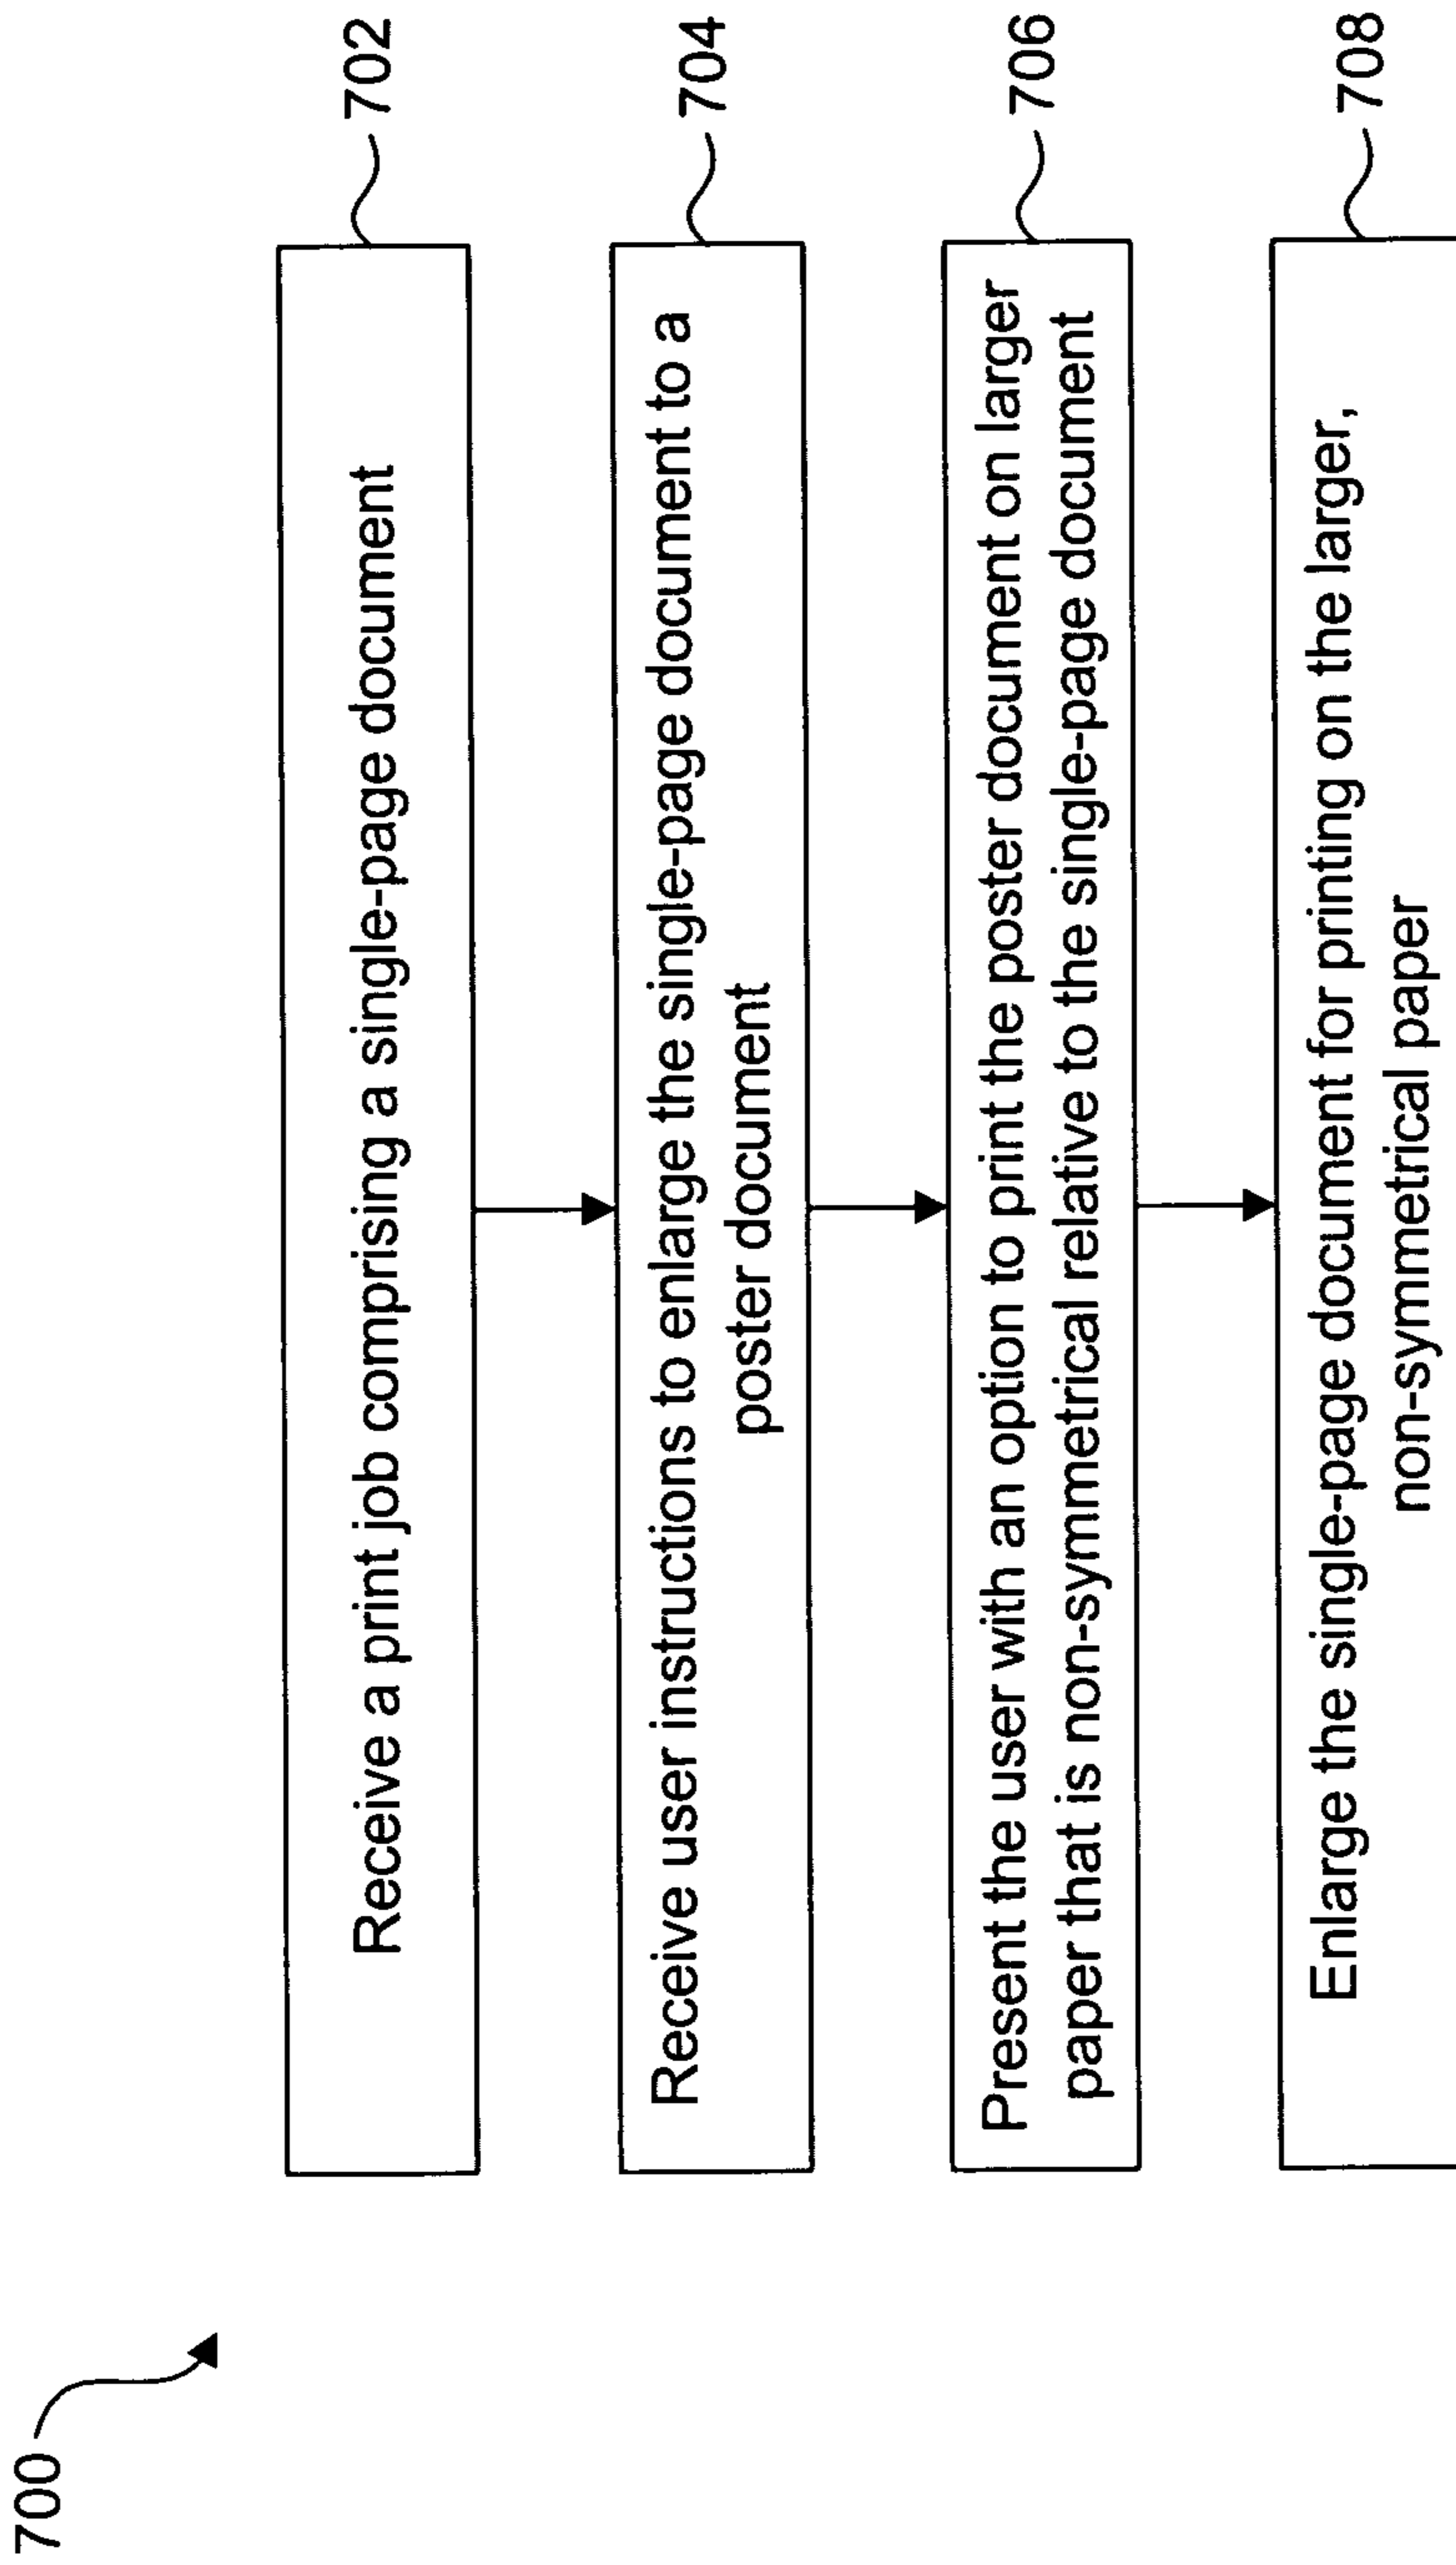 700
Receive a print job comprising a single-page document
702
Receive user instructions to enlarge the single-page document to a
poster document
704
Present the user with an option to print the poster document on larger
paper that is non-symmetrical relative to the single-page document
706
Enlarge the single-page document for printing on the larger,
non-symmetrical paper
708